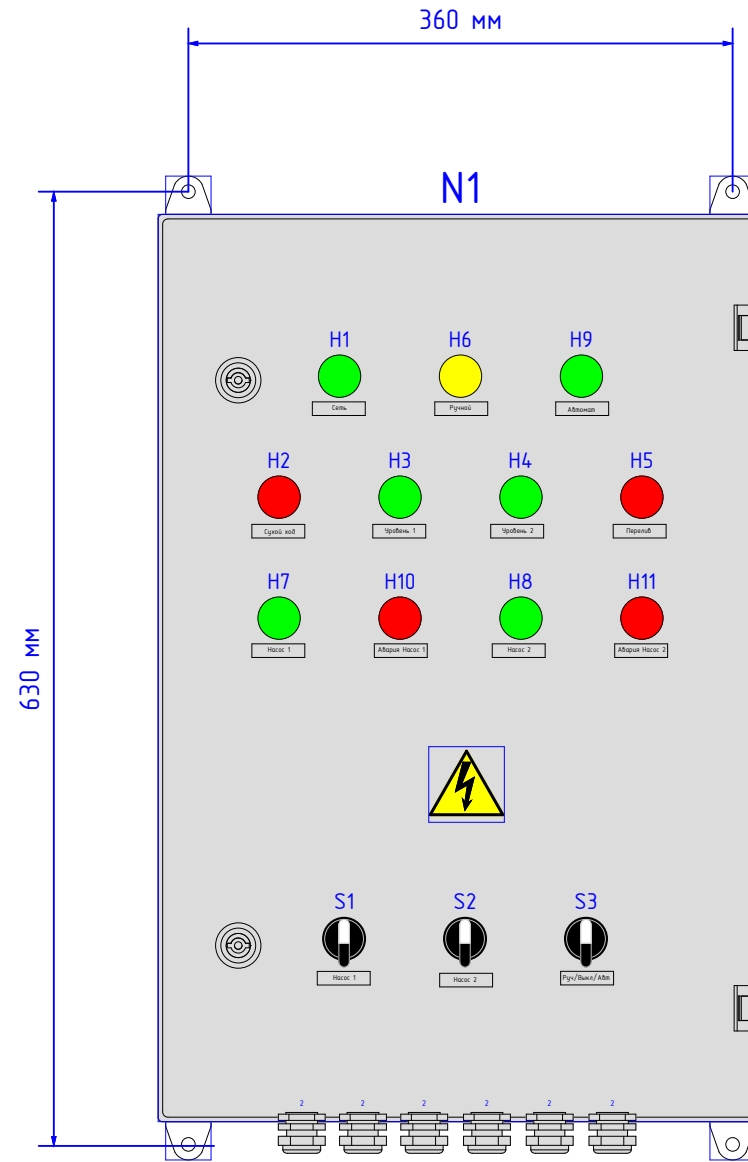 360 мм
N1
H1 H6 H9
Сеть Ручной Автомат
H2 H3 H4 H5
Сухой ход Уровень 1 Уровень 2 Перелив
H7 H10 H8 H11
Насос 1 Авария Насос 1 Насос 2 Авария Насос 2
630 мм
S1 S2 S3
Насос 1 Насос 2 Руч/Выкл/Авт
2 2 2 2 2 2